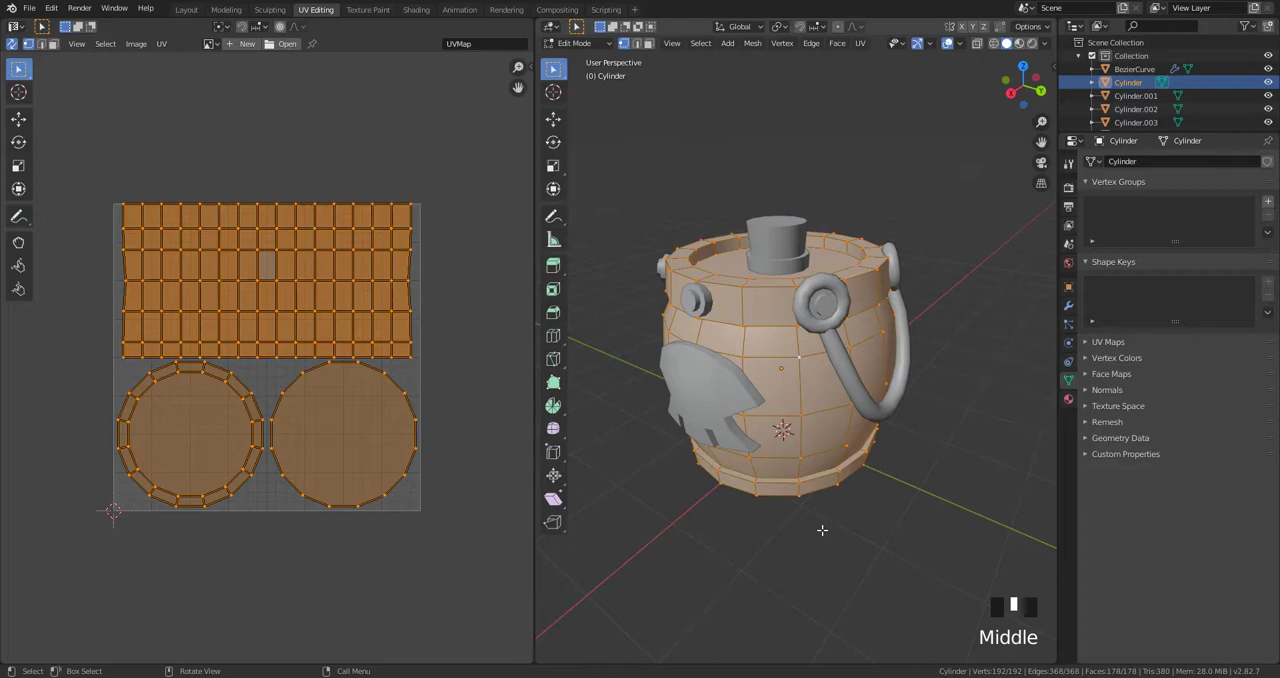 File Edit Render Window Help Layout Modeling Sculpting UV Editing Texture Paint Shading Animation Rendering Compositing Scripting Scene View Layer
Global X Y Z Options
View Select Image UV New Open UVMap Edit Mode View Select Add Mesh Vertex Edge Face UV
Scene Collection
Collection
BezierCurve
Cylinder
Cylinder.001
Cylinder.002
Cylinder.003
User Perspective
(0) Cylinder
Z
X
Y
Cylinder Cylinder
Cylinder
Vertex Groups
Shape Keys
UV Maps
Vertex Colors
Face Maps
Normals
Texture Space
Remesh
Geometry Data
Custom Properties
Middle
Select Box Select Rotate View Call Menu Cylinder | Verts:192/192 | Edges:368/368 | Faces:178/178 | Tris:380 | Mem: 28.0 MiB | v2.82.7